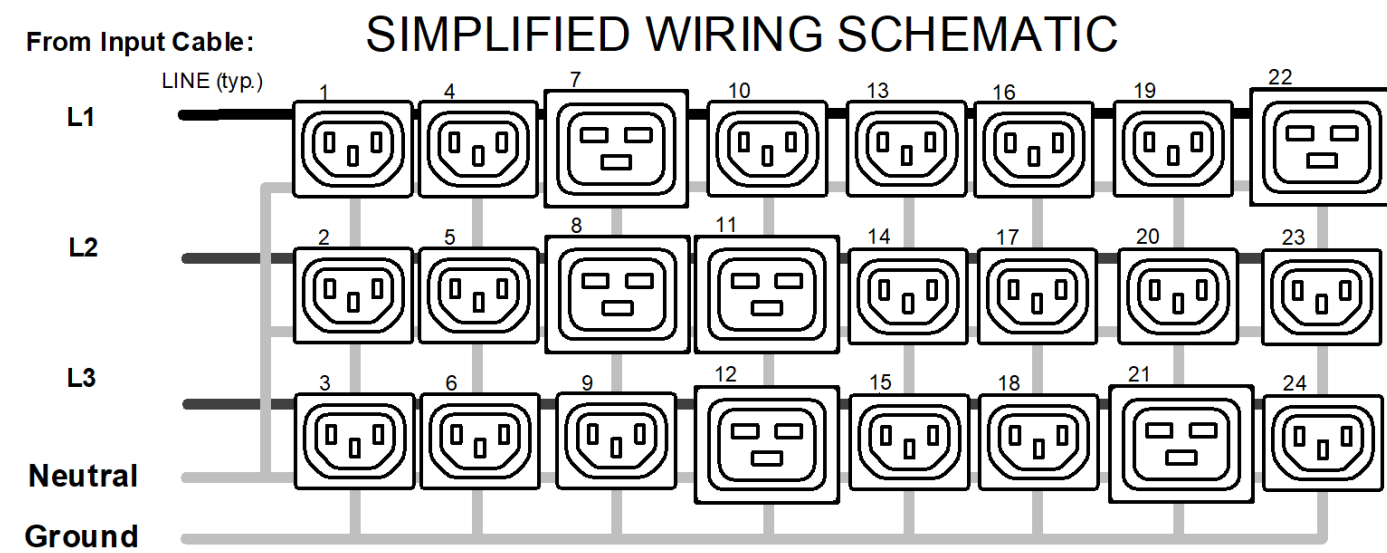 SIMPLIFIED WIRING SCHEMATIC
From Input Cable:
LINE (typ.)
L1
1 4 7 10 13 16 19 22
L2
2 5 8 11 14 17 20 23
L3
3 6 9 12 15 18 21 24
Neutral
Ground